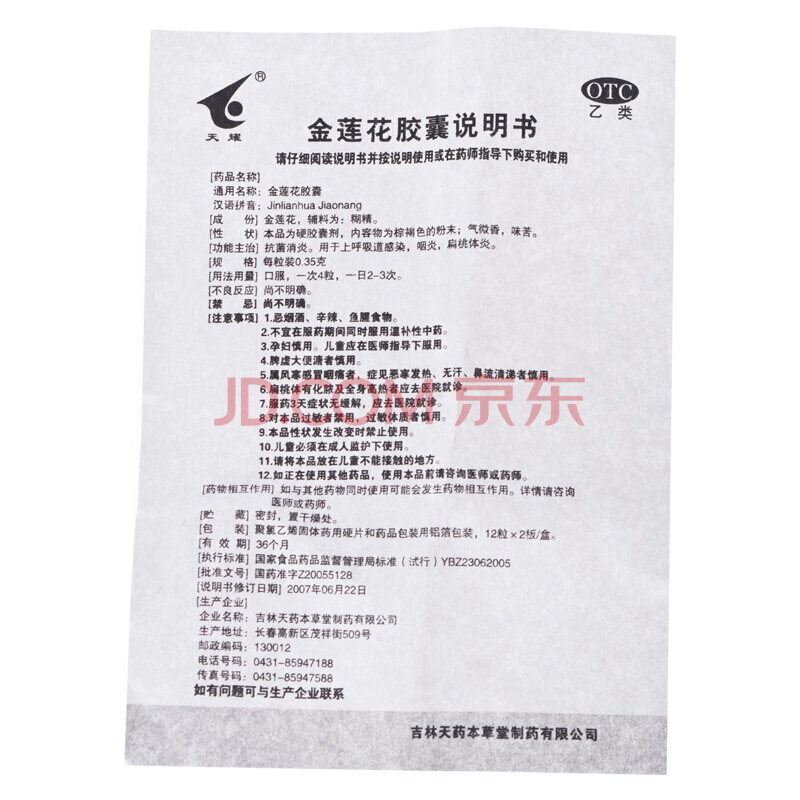 ®
天耀
OTC
乙类
金莲花胶囊说明书
请仔细阅读说明书并按说明使用或在药师指导下购买和使用
[药品名称]
通用名称：金莲花胶囊
汉语拼音：Jinlianhua Jiaonang
[成 份] 金莲花，辅料为：糊精。
[性 状] 本品为硬胶囊剂，内容物为棕褐色的粉末；气微香，味苦。
[功能主治] 抗菌消炎。用于上呼吸道感染，咽炎，扁桃体炎。
[规 格] 每粒装0.35克
[用法用量] 口服，一次4粒，一日2-3次。
[不良反应] 尚不明确。
[禁 忌] 尚不明确。
[注意事项] 1.忌烟酒、辛辣、鱼腥食物。
2.不宜在服药期间同时服用温补性中药。
3.孕妇慎用。儿童应在医师指导下服用。
4.脾虚大便溏者慎用。
5.属风寒感冒咽痛者，症见恶寒发热、无汗、鼻流清涕者慎用。
6.扁桃体有化脓及全身高热者应去医院就诊。
7.服药3天症状无缓解，应去医院就诊。
8.对本品过敏者禁用，过敏体质者慎用。
9.本品性状发生改变时禁止使用。
10.儿童必须在成人监护下使用。
11.请将本品放在儿童不能接触的地方。
12.如正在使用其他药品，使用本品前请咨询医师或药师。
[药物相互作用] 如与其他药物同时使用可能会发生药物相互作用。详情请咨询
医师或药师。
[贮 藏] 密封，置干燥处。
[包 装] 聚氯乙烯固体药用硬片和药品包装用铝箔包装，12粒×2板/盒。
[有 效 期] 36个月
[执行标准] 国家食品药品监督管理局标准（试行）YBZ23062005
[批准文号] 国药准字Z20055128
[说明书修订日期] 2007年06月22日
[生产企业]
企业名称：吉林天药本草堂制药有限公司
生产地址：长春高新区茂祥街509号
邮政编码：130012
电话号码：0431-85947188
传真号码：0431-85947588
如有问题可与生产企业联系
吉林天药本草堂制药有限公司
JD.COM 京东